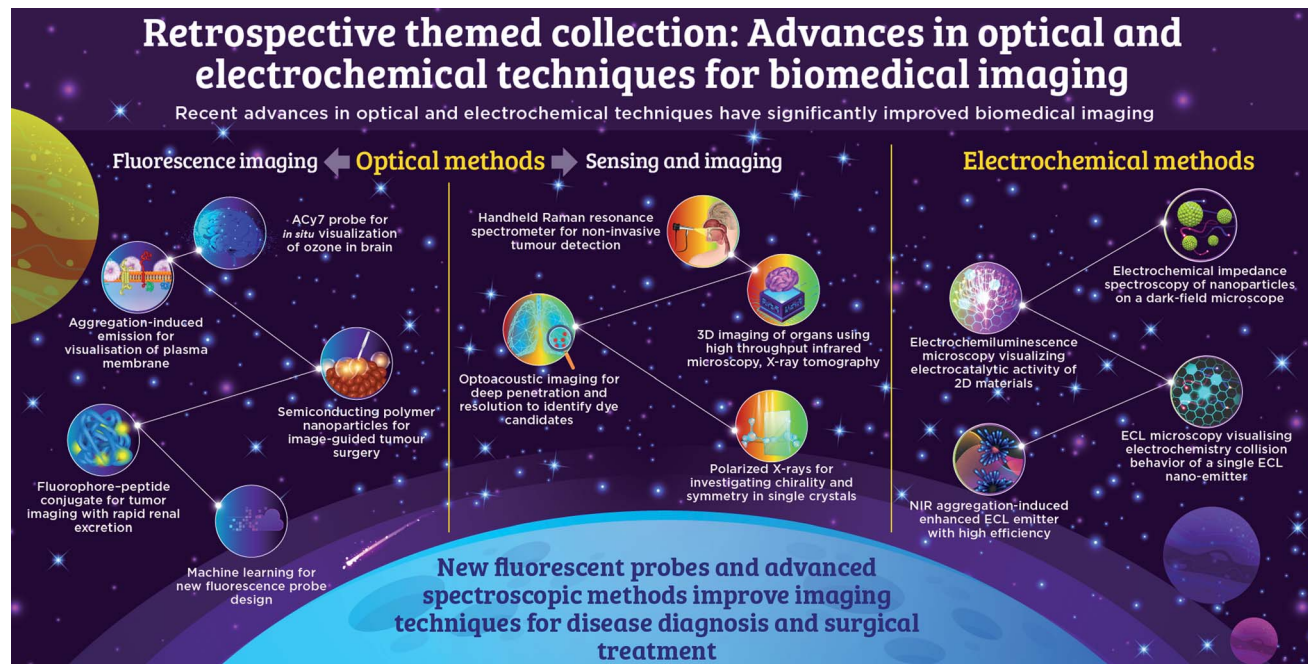 Retrospective themed collection: Advances in optical and
electrochemical techniques for biomedical imaging
Recent advances in optical and electrochemical techniques have significantly improved biomedical imaging
Fluorescence imaging
Optical methods
Sensing and imaging
Electrochemical methods
ACy7 probe for
in situ visualization
of ozone in brain
Aggregation-induced
emission for
visualisation of plasma
membrane
Semiconducting polymer
nanoparticles for
image-guided tumour
surgery
Fluorophore–peptide
conjugate for tumor
imaging with rapid renal
excretion
Machine learning for
new fluorescence probe
design
Handheld Raman resonance
spectrometer for non-invasive
tumour detection
3D imaging of organs using
high throughput infrared
microscopy, X-ray tomography
Optoacoustic imaging for
deep penetration and
resolution to identify dye
candidates
Polarized X-rays for
investigating chirality and
symmetry in single crystals
Electrochemical impedance
spectroscopy of nanoparticles
on a dark-field microscope
Electrochemiluminescence
microscopy visualizing
electrocatalytic activity of
2D materials
ECL microscopy visualising
electrochemistry collision
behavior of a single ECL
nano-emitter
NIR aggregation-induced
enhanced ECL emitter
with high efficiency
New fluorescent probes and advanced
spectroscopic methods improve imaging
techniques for disease diagnosis and surgical
treatment